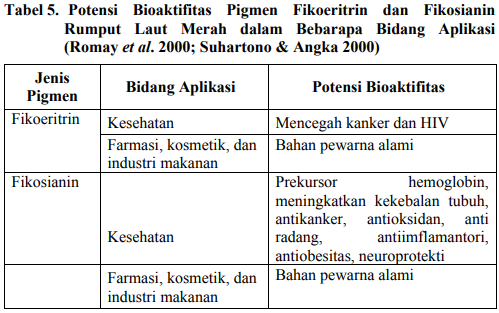 Tabel 5. Potensi Bioaktifitas Pigmen Fikoeritrin dan Fikosianin
Rumput Laut Merah dalam Bebarapa Bidang Aplikasi
(Romay et al. 2000; Suhartono & Angka 2000)
Jenis
Pigmen
Bidang Aplikasi
Potensi Bioaktifitas
Fikoeritrin
Kesehatan
Mencegah kanker dan HIV
Farmasi, kosmetik, dan
industri makanan
Bahan pewarna alami
Fikosianin
Kesehatan
Prekursor hemoglobin,
meningkatkan kekebalan tubuh,
antikanker, antioksidan, anti
radang, antiimflamantori,
antiobesitas, neuroprotekti
Farmasi, kosmetik, dan
industri makanan
Bahan pewarna alami